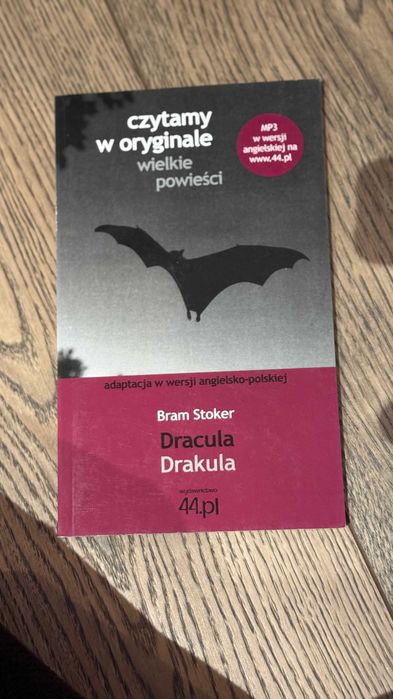 czytamy
w oryginale
wielkie
powieści
MP3
w wersji
angielskiej na
www.44.pl
adaptacja w wersji angielsko-polskiej
Bram Stoker
Dracula
Drakula
wydawnictwo
44.pl